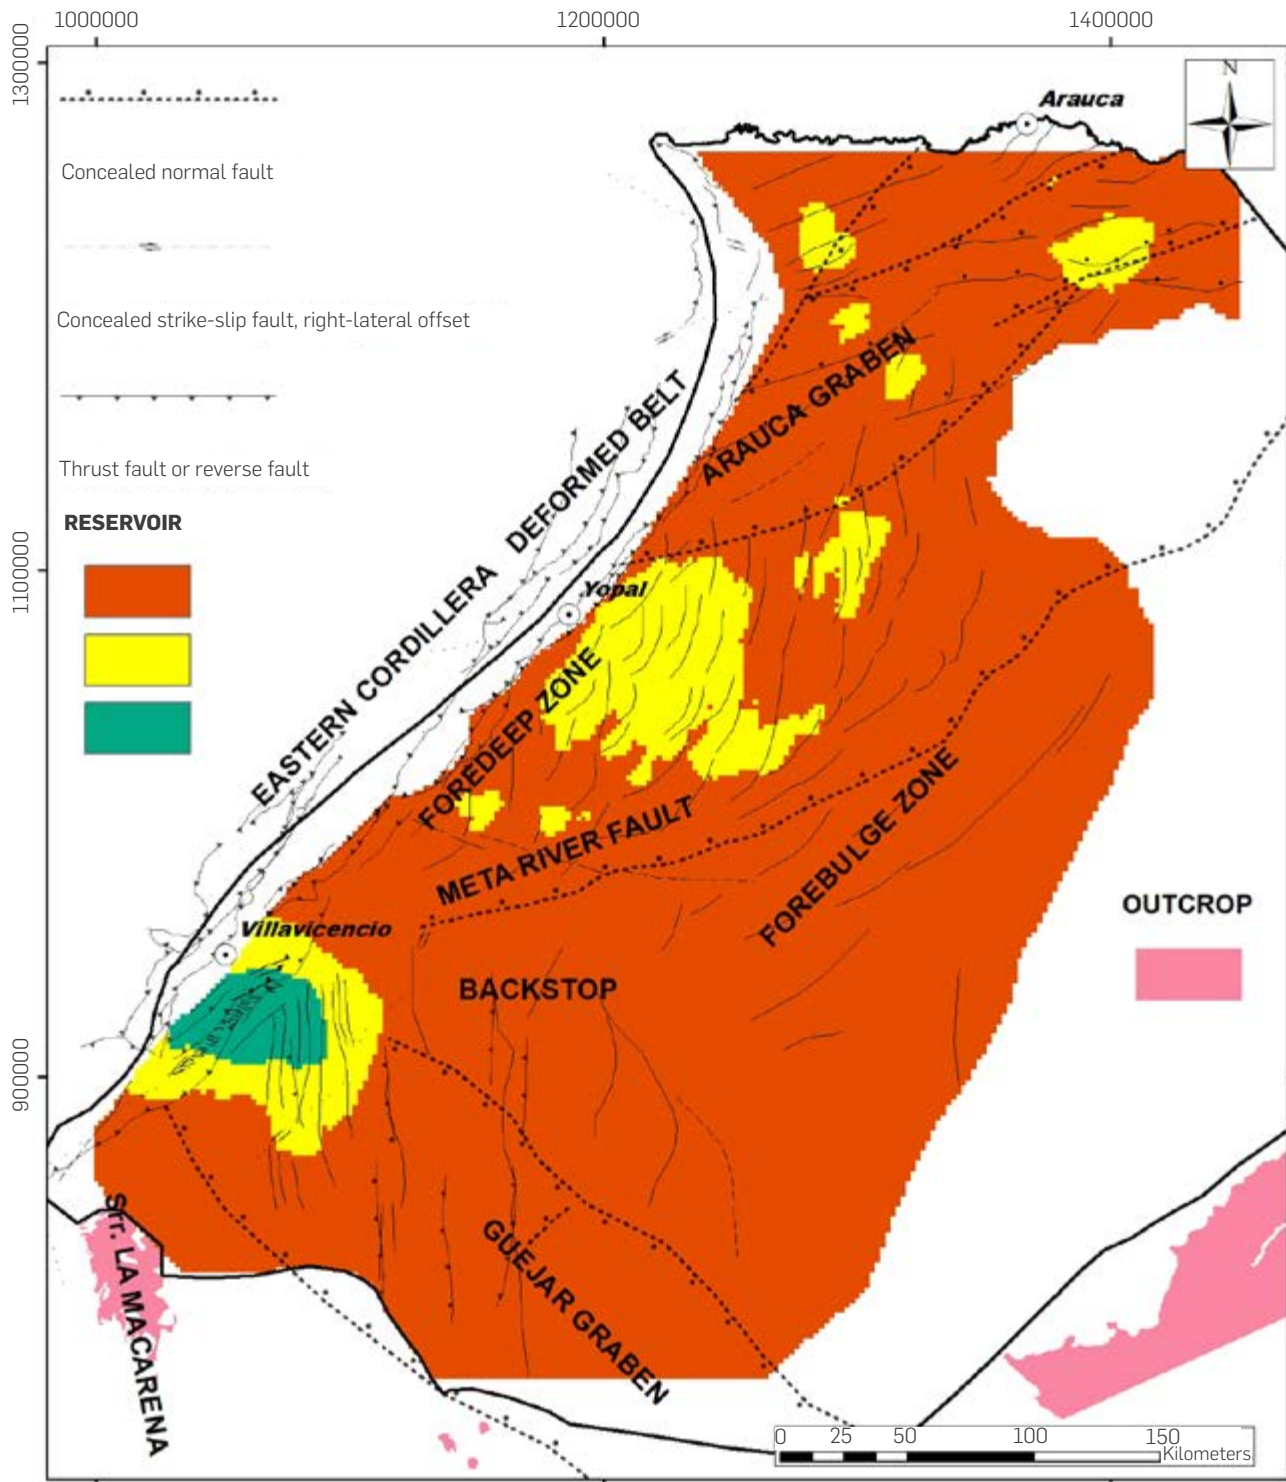 1000000
1200000
1400000
1300000
1100000
900000
N
Concealed normal fault
Concealed strike-slip fault, right-lateral offset
Thrust fault or reverse fault
RESERVOIR
Arauca
ARAUCA GRABEN
EASTERN CORDILLERA DEFORMED BELT
Yopal
FOREDEEP ZONE
META RIVER FAULT
FOREBULGE ZONE
OUTCROP
Villavicencio
BACKSTOP
GUEJAR GRABEN
Srr. LA MACARENA
0 25 50 100 150
Kilometers